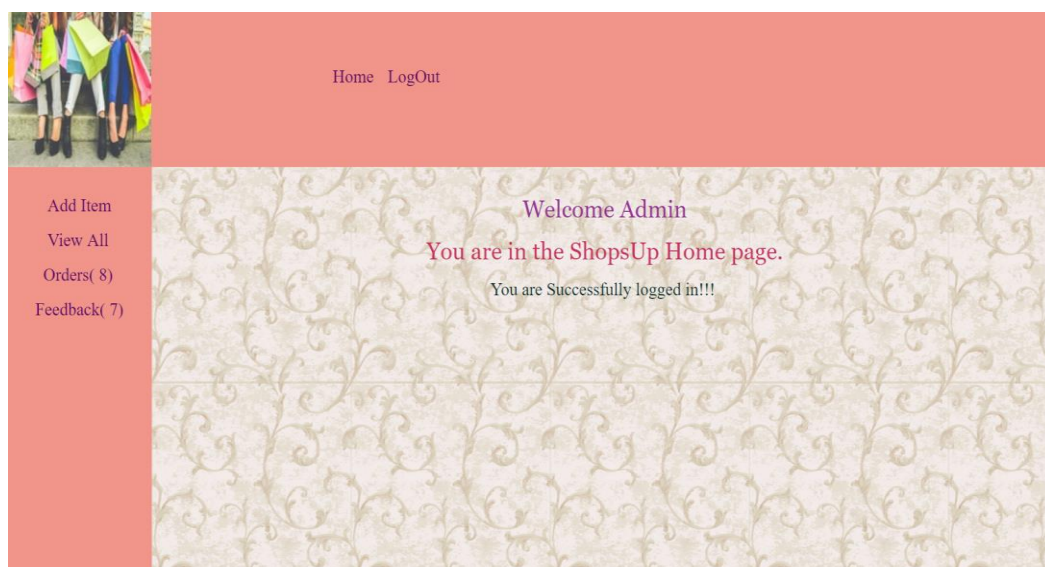 Home LogOut
Add Item
View All
Orders( 8)
Feedback( 7)
Welcome Admin
You are in the ShopsUp Home page.
You are Successfully logged in!!!